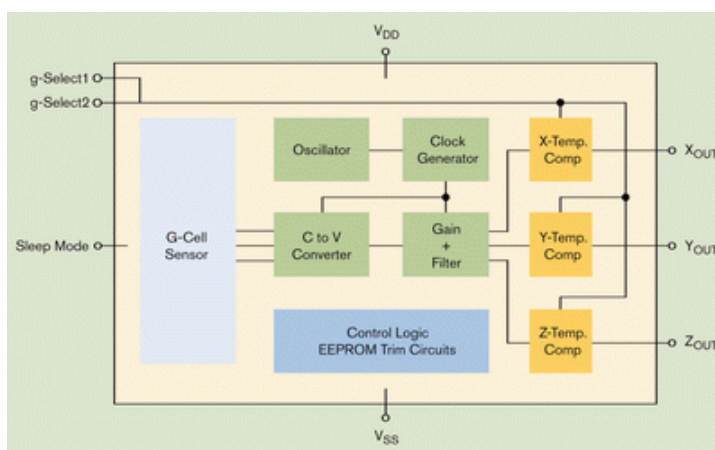 VDD
g-Select1
g-Select2
Oscillator
Clock
Generator
X-Temp.
Comp
XOUT
Sleep Mode
G-Cell
Sensor
C to V
Converter
Gain
+
Filter
Y-Temp.
Comp
YOUT
Control Logic
EEPROM Trim Circuits
Z-Temp.
Comp
ZOUT
VSS